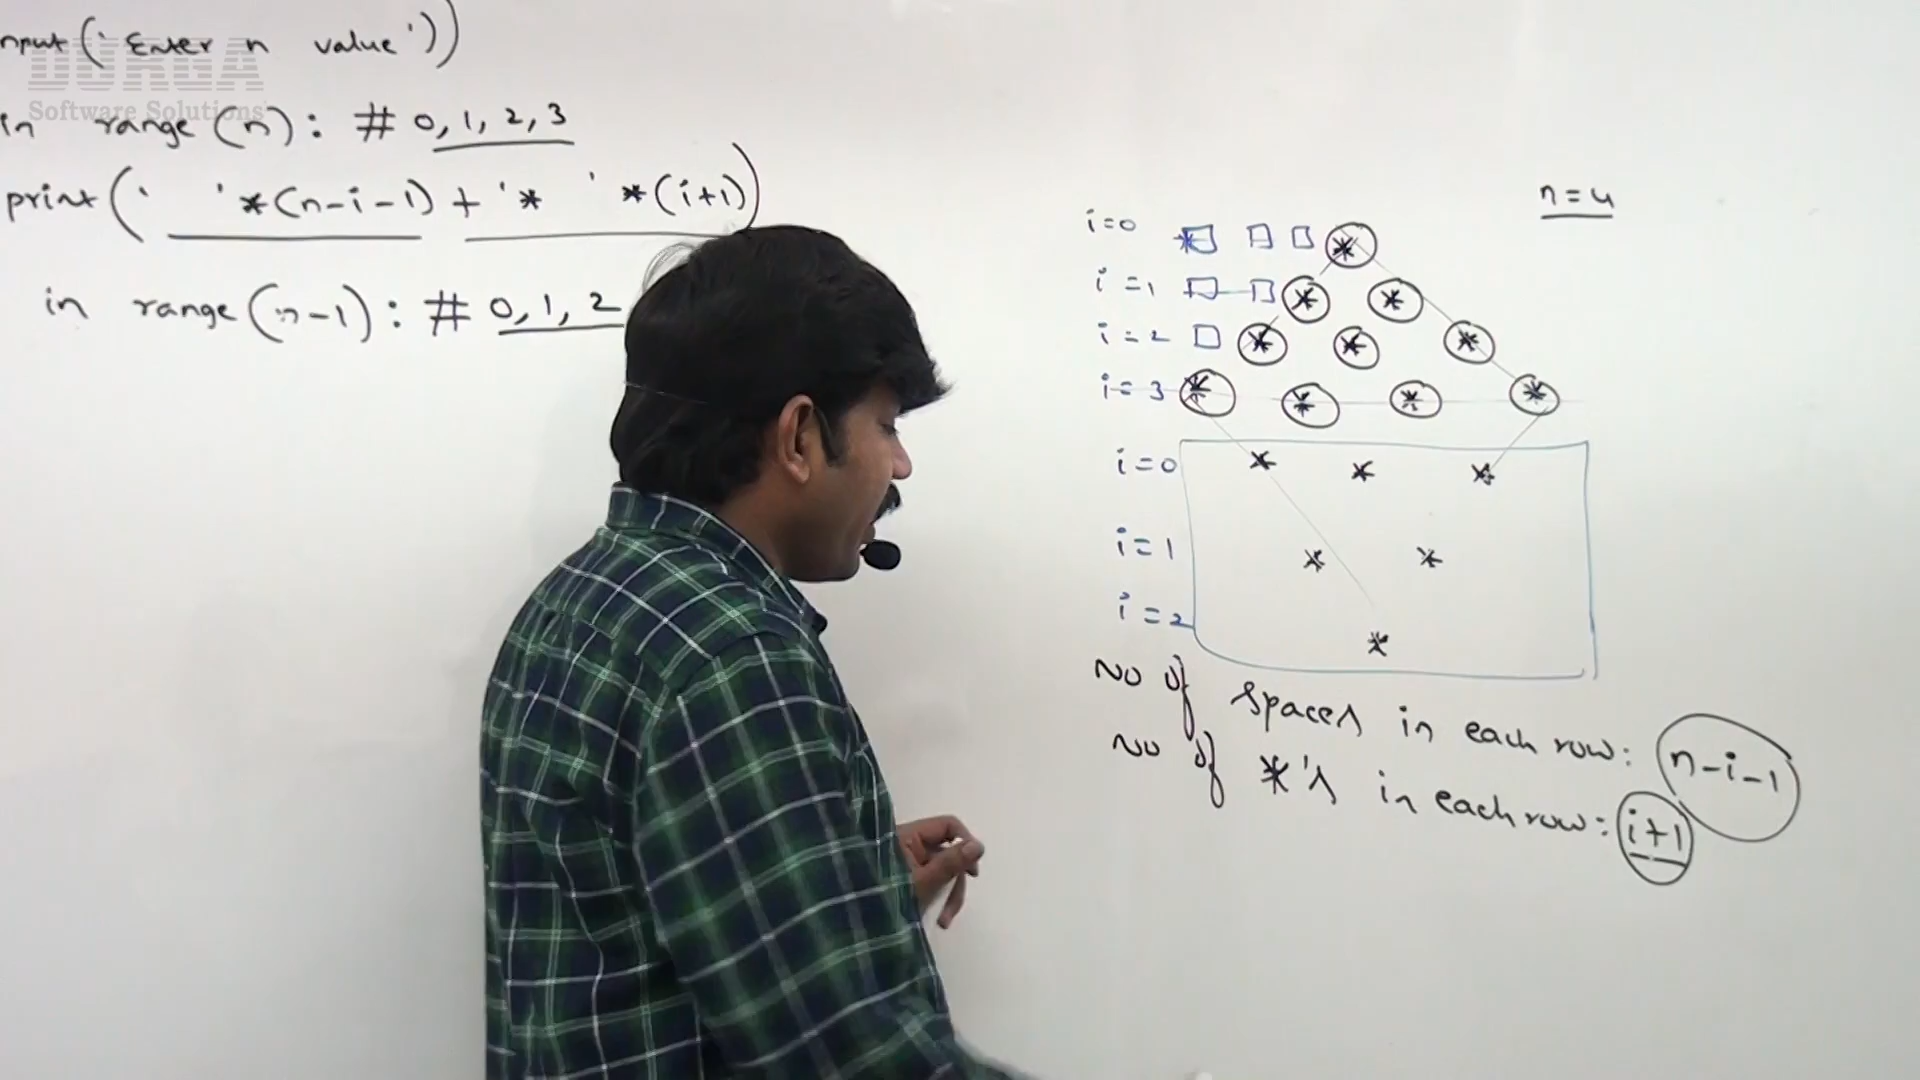 nput('Enter n value'))
DURGA
Software Solutions
in range(n): # 0, 1, 2, 3
print(' '*(n-i-1)+'* '*(i+1))
in range(n-1): # 0, 1, 2
n=4
i=0 *
i=1 * *
i=2 * * *
i=3 * * * *
i=0 * * *
i=1 * *
i=2 *
No of spaces in each row: n-i-1
No of *'s in each row: i+1